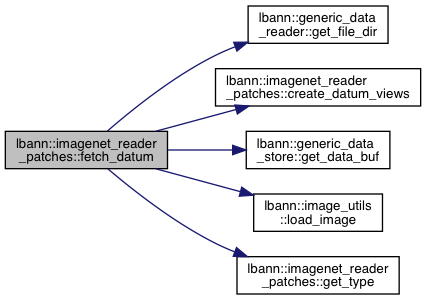 lbann::generic_data
_reader::get_file_dir
lbann::imagenet_reader
_patches::create_datum_views
lbann::imagenet_reader
_patches::fetch_datum
lbann::generic_data
_store::get_data_buf
lbann::image_utils
::load_image
lbann::imagenet_reader
_patches::get_type